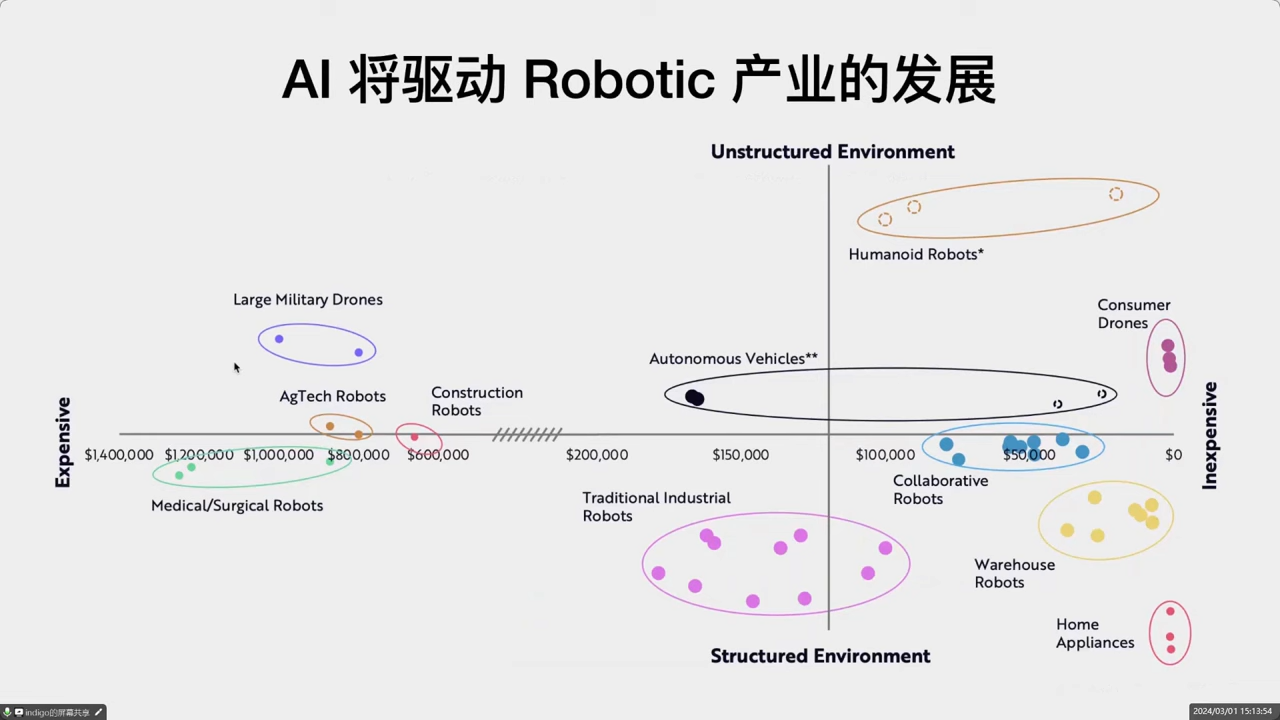 AI 将驱动 Robotic 产业的发展
Unstructured Environment
Humanoid Robots*
Large Military Drones
Consumer
Drones
Autonomous Vehicles**
AgTech Robots
Construction
Robots
Expensive
Inexpensive
$1,400,000 $1,200,000 $1,000,000 $800,000 $600,000 $200,000 $150,000 $100,000 $50,000 $0
Medical/Surgical Robots
Traditional Industrial
Robots
Collaborative
Robots
Warehouse
Robots
Home
Appliances
Structured Environment
indigo的屏幕共享
2024/03/01 15:13:54